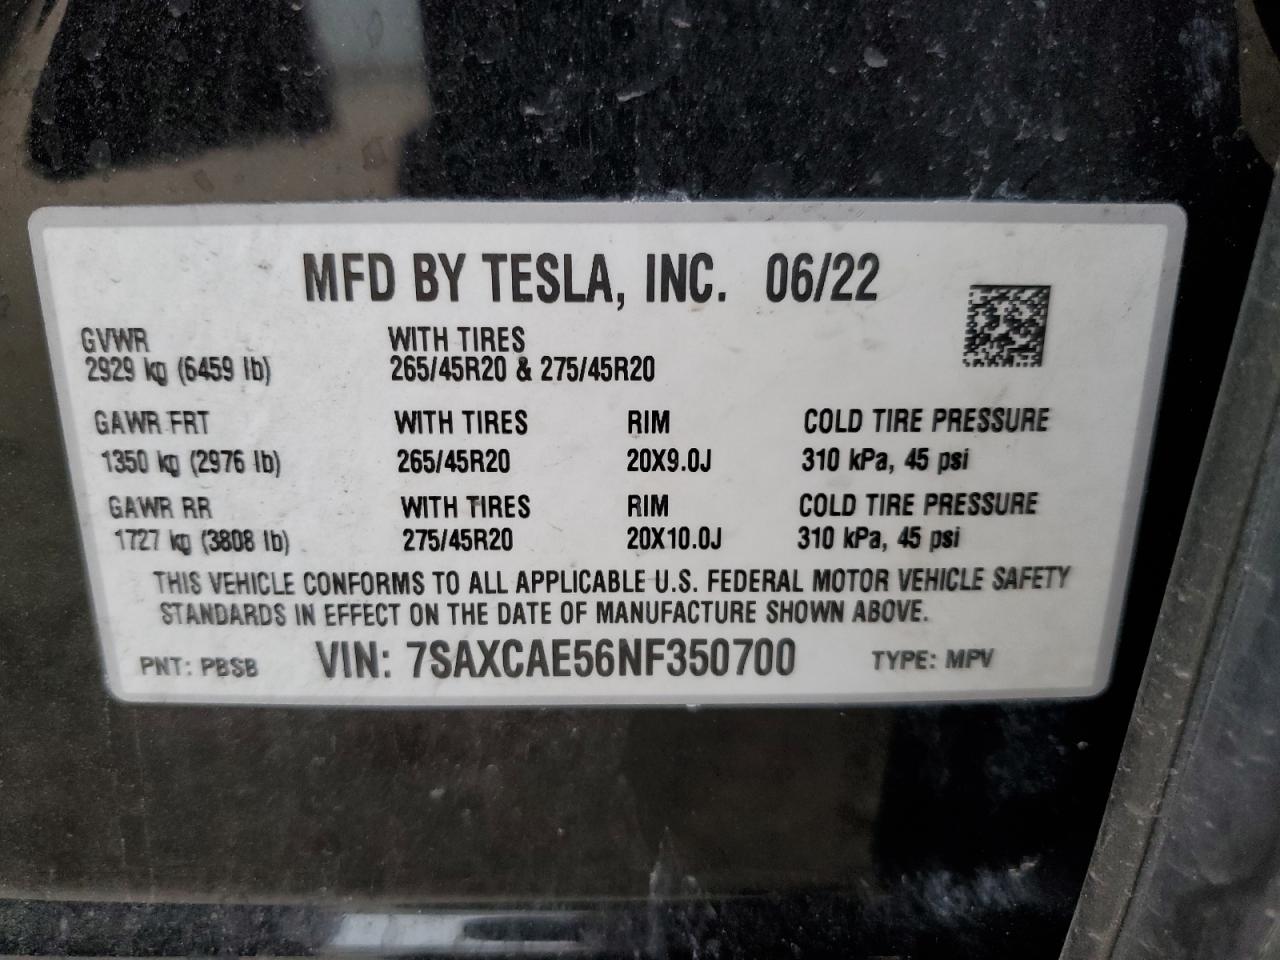 MFD BY TESLA, INC. 06/22
GVWR WITH TIRES
2929 kg (6459 lb) 265/45R20 & 275/45R20
GAWR FRT WITH TIRES RIM COLD TIRE PRESSURE
1350 kg (2976 lb) 265/45R20 20X9.0J 310 kPa, 45 psi
GAWR RR WITH TIRES RIM COLD TIRE PRESSURE
1727 kg (3808 lb) 275/45R20 20X10.0J 310 kPa, 45 psi
THIS VEHICLE CONFORMS TO ALL APPLICABLE U.S. FEDERAL MOTOR VEHICLE SAFETY
STANDARDS IN EFFECT ON THE DATE OF MANUFACTURE SHOWN ABOVE.
PNT: PBSB VIN: 7SAXCAE56NF350700 TYPE: MPV